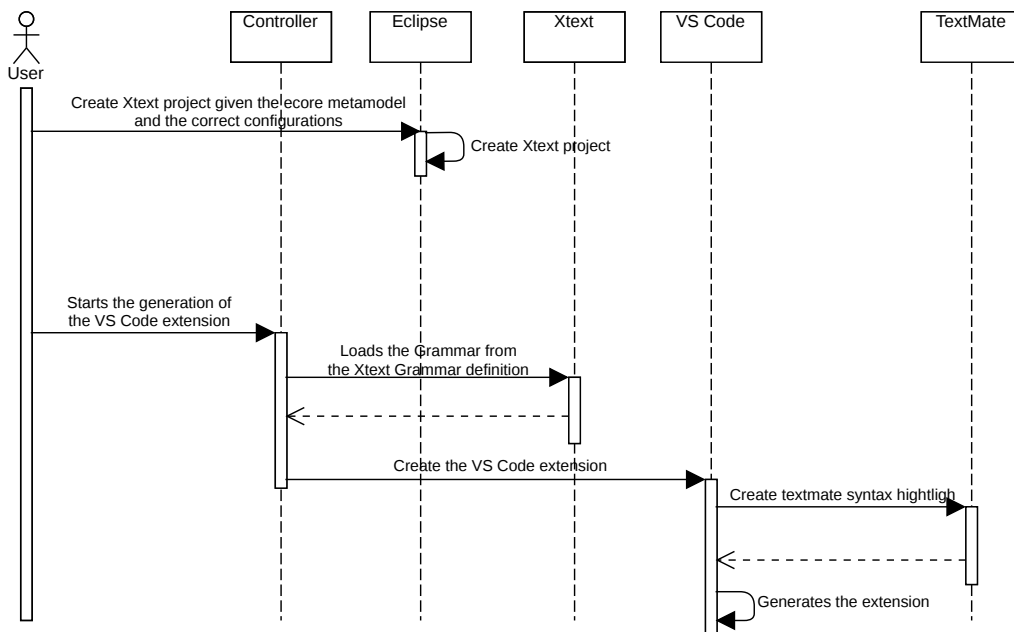 Controller
Eclipse
Xtext
VS Code
TextMate
User
Create Xtext project given the ecore metamodel
and the correct configurations
Create Xtext project
Starts the generation of
the VS Code extension
Loads the Grammar from
the Xtext Grammar definition
Create the VS Code extension
Create textmate syntax hightligh
Generates the extension